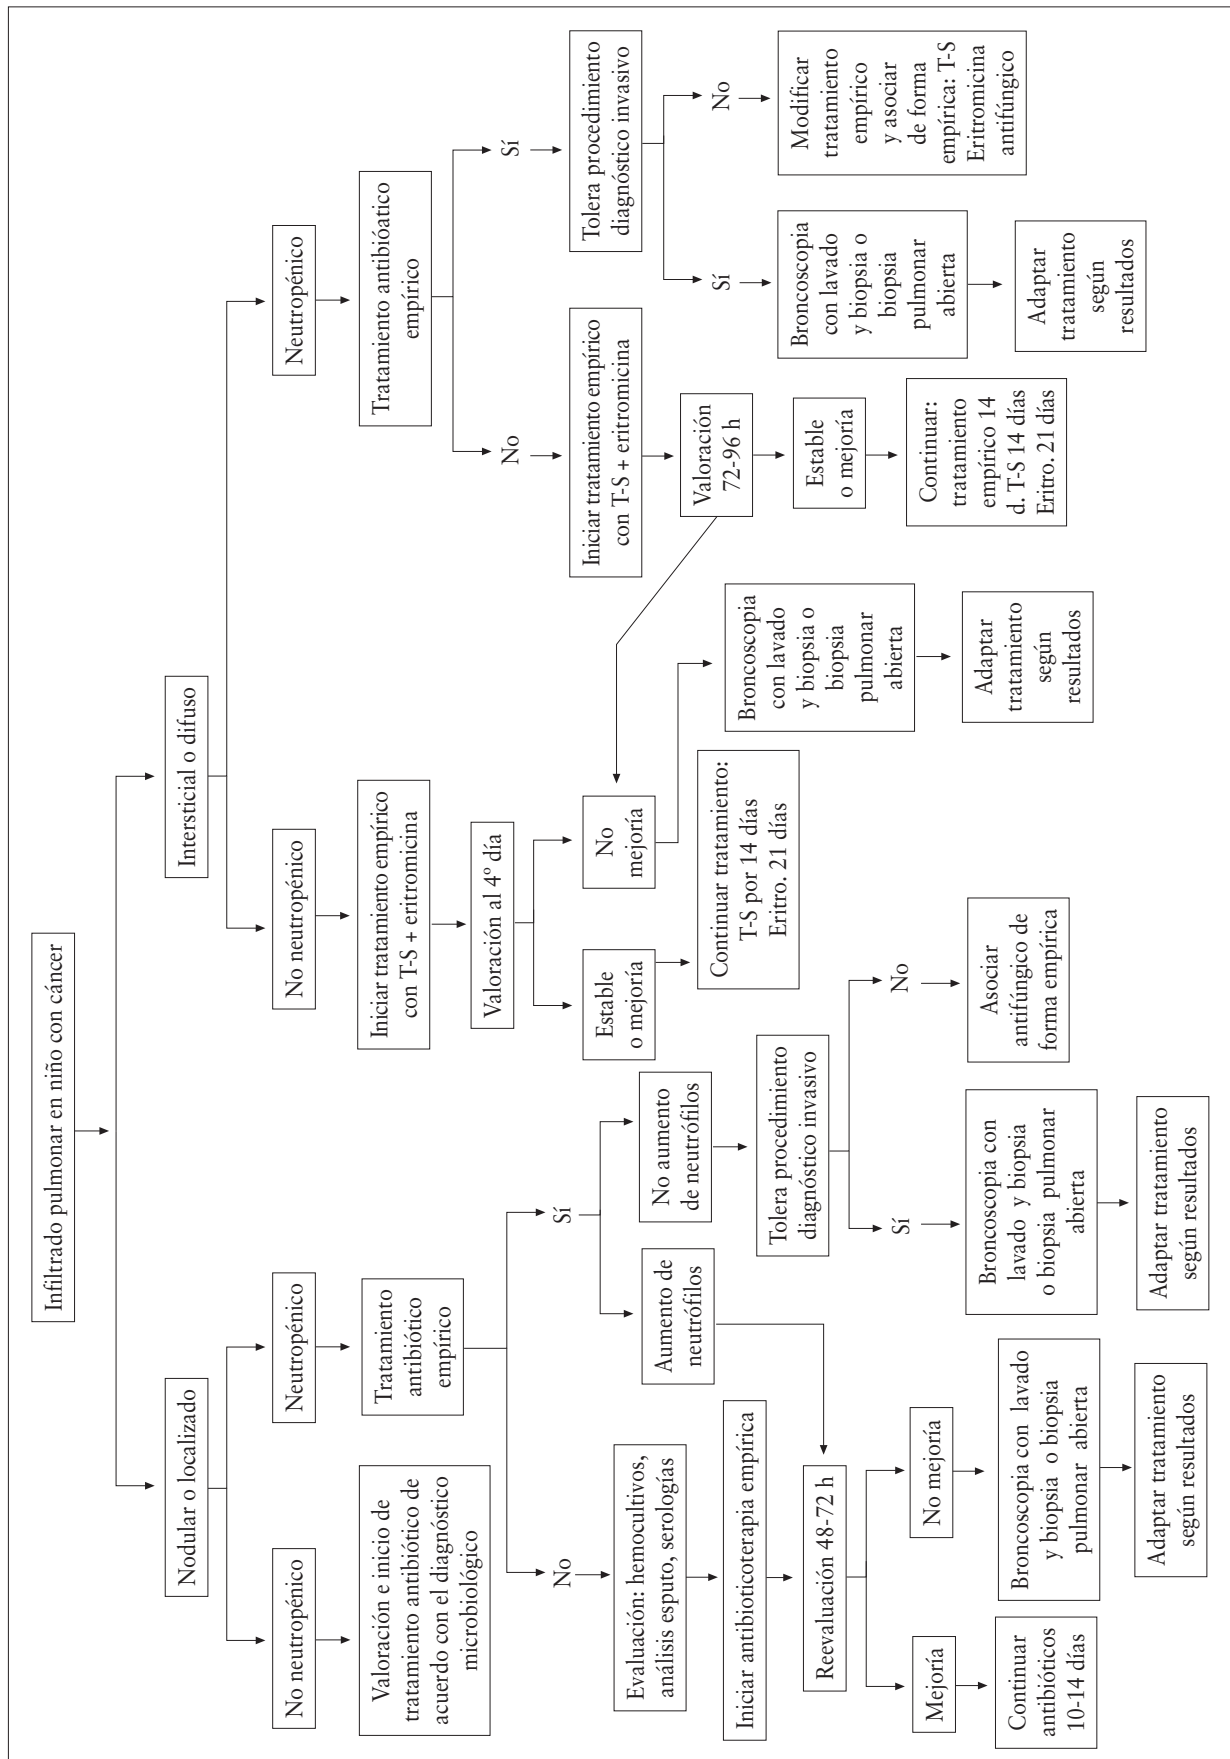 Infiltrado pulmonar en niño con cáncer
Nodular o localizado
Intersticial o difuso
No neutropénico
Neutropénico
No neutropénico
Neutropénico
Valoración e inicio de
tratamiento antibiótico de
acuerdo con el diagnóstico
microbiológico
Tratamiento
antibiótico
empírico
Iniciar tratamiento empírico
con T-S + eritromicina
Tratamiento antibióatico
empírico
Valoración al 4º día
No
Sí
No
Sí
Evaluación: hemocultivos,
análisis esputo, serologías
Aumento de
neutrófilos
No aumento
de neutrófilos
Estable
o mejoría
No
mejoría
Iniciar tratamiento empírico
con T-S + eritromicina
Tolera procedimiento
diagnóstico invasivo
Iniciar antibioticoterapia empírica
Tolera procedimiento
diagnóstico invasivo
Continuar tratamiento:
T-S por 14 días
Eritro. 21 días
Broncoscopia
con lavado
y biopsia o
biopsia
pulmonar
abierta
Valoración
72-96 h
Sí
No
Reevaluación 48-72 h
Estable
o mejoría
Broncoscopia
con lavado
y biopsia o
biopsia
pulmonar
abierta
Modificar
tratamiento
empírico
y asociar
de forma
empírica: T-S
Eritromicina
antifúngico
Sí
No
Mejoría
No mejoría
Broncoscopia con
lavado y biopsia
o biopsia pulmonar
abierta
Asociar
antifúngico de
forma empírica
Adaptar
tratamiento
según
resultados
Continuar:
tratamiento
empírico 14
d. T-S 14 días
Eritro. 21 días
Adaptar
tratamiento
según
resultados
Continuar
antibióticos
10-14 días
Broncoscopia con lavado
y biopsia o biopsia
pulmonar abierta
Adaptar tratamiento
según resultados
Adaptar tratamiento
según resultados